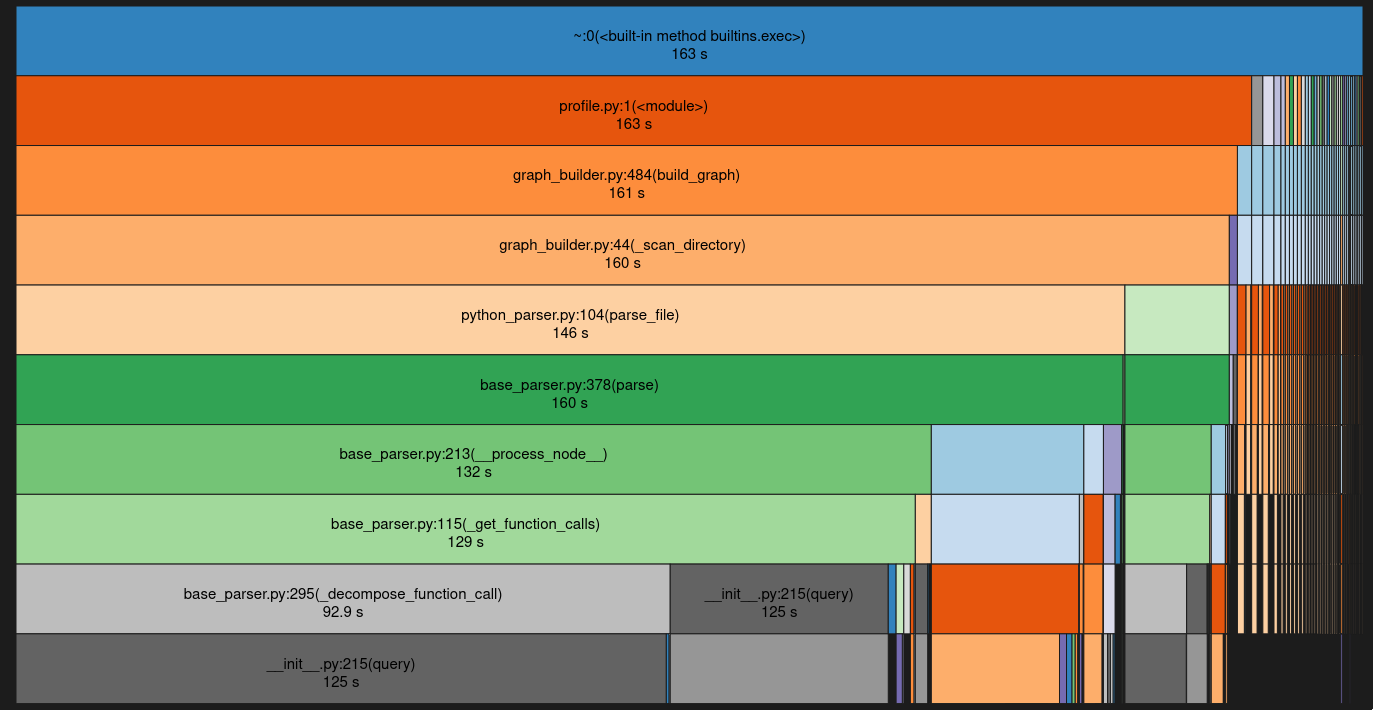 ~:0(<built-in method builtins.exec>)
163 s
profile.py:1(<module>)
163 s
graph_builder.py:484(build_graph)
161 s
graph_builder.py:44(_scan_directory)
160 s
python_parser.py:104(parse_file)
146 s
base_parser.py:378(parse)
160 s
base_parser.py:213(__process_node__)
132 s
base_parser.py:115(_get_function_calls)
129 s
base_parser.py:295(_decompose_function_call)
92.9 s
__init__.py:215(query)
125 s
__init__.py:215(query)
125 s